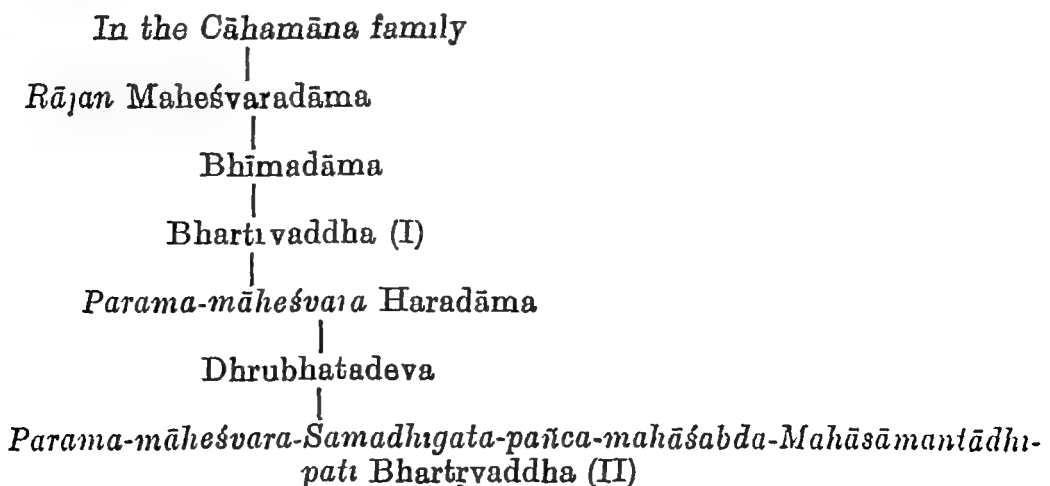 In the Cāhamāna family
Rājan Maheśvaradāma
Bhīmadāma
Bhartṛvaddha (I)
Parama-māheśvara Haradāma
Dhrubhatadeva
Parama-māheśvara-Samadhigata-pañca-mahāśabda-Mahāsāmantādhi-
pati Bhartṛvaddha (II)